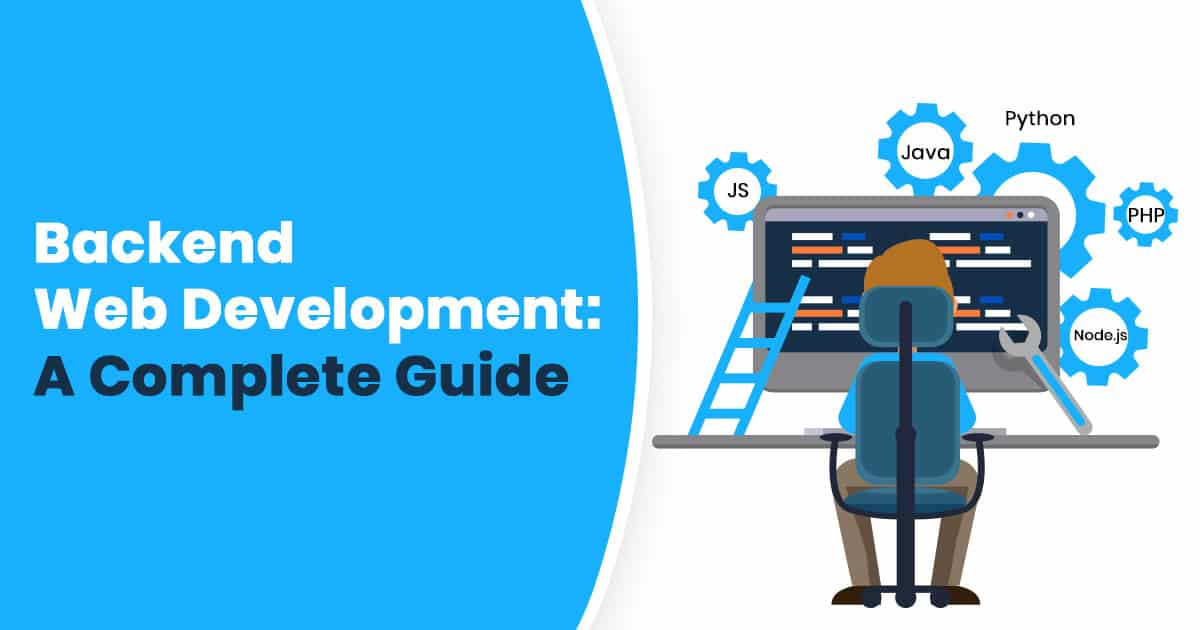 Backend
Web Development:
A Complete Guide
JS
Java
Python
PHP
Node.js